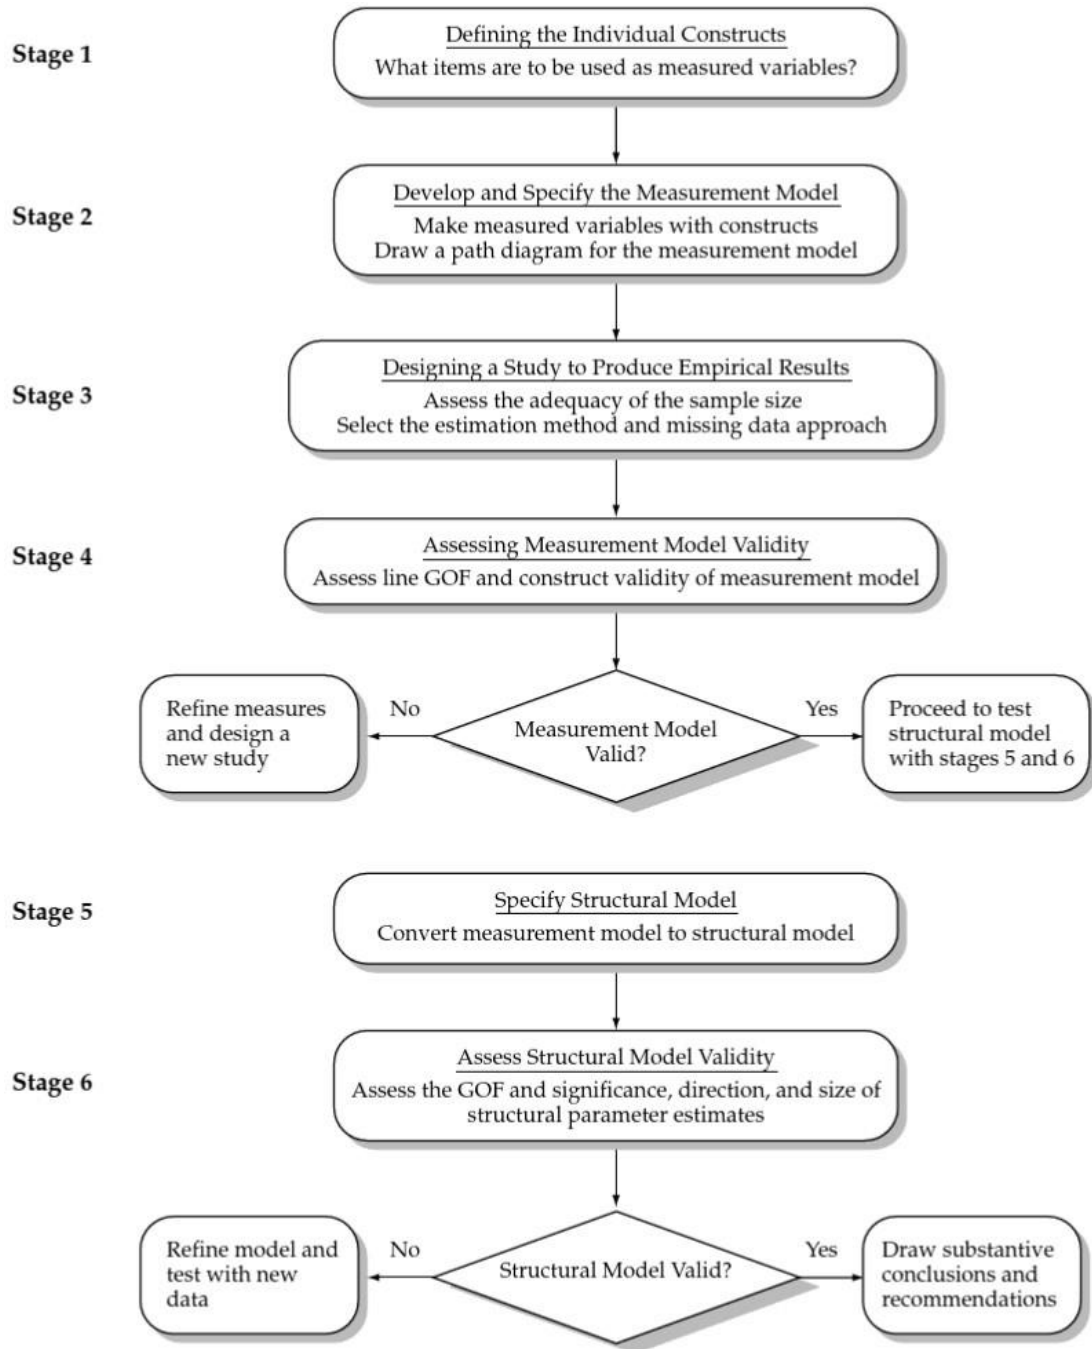 Stage 1
Defining the Individual Constructs
What items are to be used as measured variables?
Stage 2
Develop and Specify the Measurement Model
Make measured variables with constructs
Draw a path diagram for the measurement model
Stage 3
Designing a Study to Produce Empirical Results
Assess the adequacy of the sample size
Select the estimation method and missing data approach
Stage 4
Assessing Measurement Model Validity
Assess line GOF and construct validity of measurement model
Refine measures
and design a
new study
No
Measurement Model
Valid?
Yes
Proceed to test
structural model
with stages 5 and 6
Stage 5
Specify Structural Model
Convert measurement model to structural model
Stage 6
Assess Structural Model Validity
Assess the GOF and significance, direction, and size of
structural parameter estimates
Refine model and
test with new
data
No
Structural Model Valid?
Yes
Draw substantive
conclusions and
recommendations